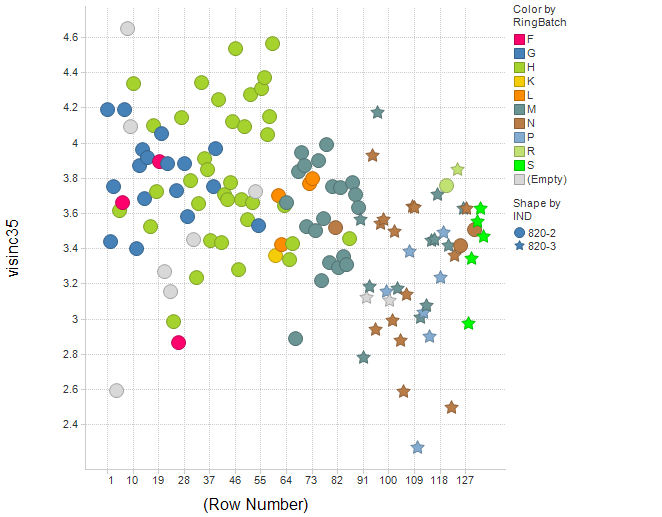 4.6
4.4
4.2
4
3.8
3.6
3.4
3.2
3
2.8
2.6
2.4
visinc35
1 10 19 28 37 46 55 64 73 82 91 100 109 118 127
(Row Number)
Color by
RingBatch
F
G
H
K
L
M
N
P
R
S
(Empty)
Shape by
IND
820-2
820-3